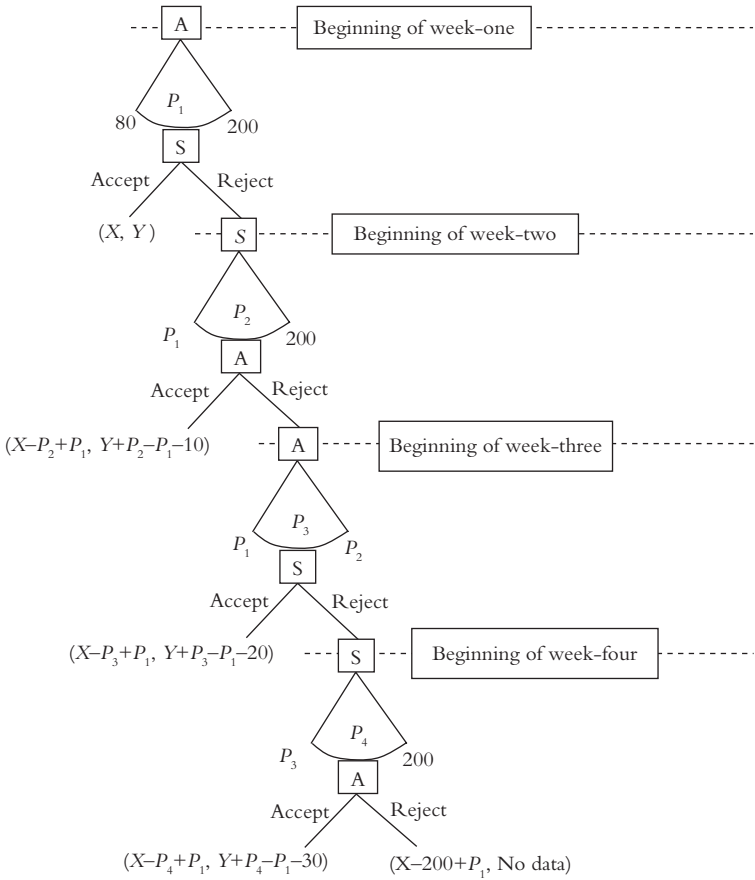 A
Beginning of week-one
P₁
80
200
S
Accept
Reject
(X, Y)
S
Beginning of week-two
P₂
P₁
200
A
Accept
Reject
(X–P₂+P₁, Y+P₂–P₁–10)
A
Beginning of week-three
P₃
P₁
P₂
S
Accept
Reject
(X–P₃+P₁, Y+P₃–P₁–20)
S
Beginning of week-four
P₄
P₃
200
A
Accept
Reject
(X–P₄+P₁, Y+P₄–P₁–30)
(X–200+P₁, No data)